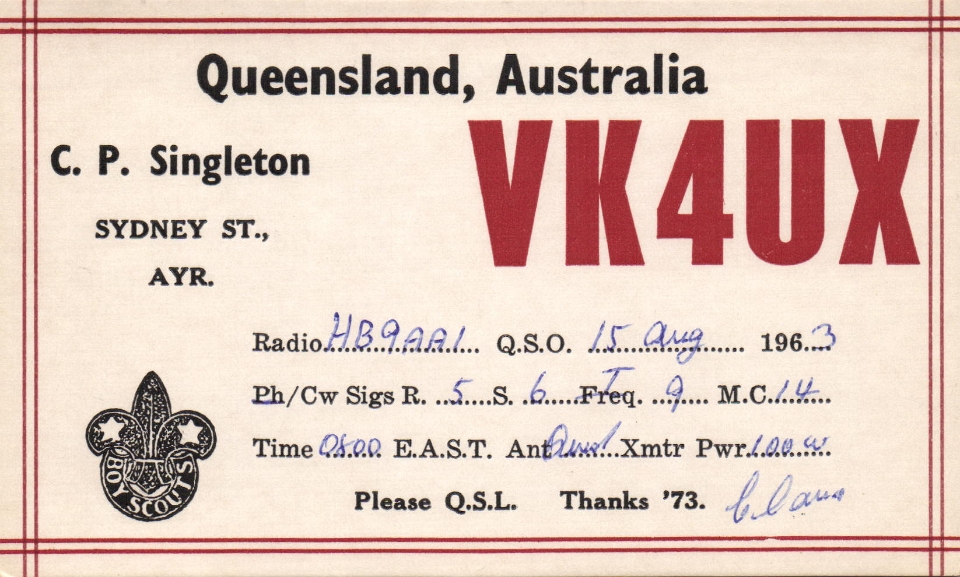 Queensland, Australia
C. P. Singleton
VK4UX
SYDNEY ST.,
AYR.
Radio HB9AA1 Q.S.O. 15 Aug 1963
Ph/Cw Sigs R. 5 S. 6 T Freq. 9 M.C. 14
Time 0800 E.A.S.T. Ant Xmtr Pwr. 100 w.
BOY SCOUTS
Please Q.S.L. Thanks '73.